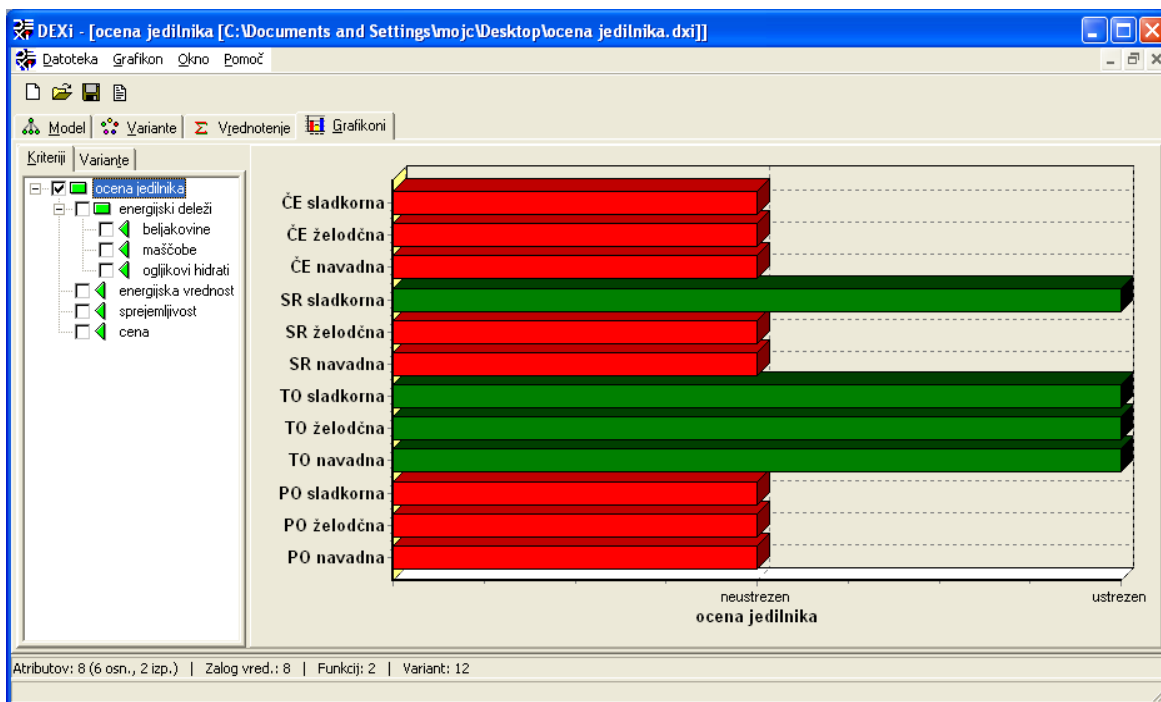 DEXi - [ocena jedilnika [C:\Documents and Settings\mojc\Desktop\ocena jedilnika.dxi]]
Datoteka Grafikon Okno Pomoč
Model Variante Vrednotenje Grafikoni
Kriteriji Variante
ocena jedilnika
energijski deleži
beljakovine
maščobe
ogljikovi hidrati
energijska vrednost
sprejemljivost
cena
ČE sladkorna
ČE želodčna
ČE navadna
SR sladkorna
SR želodčna
SR navadna
TO sladkorna
TO želodčna
TO navadna
PO sladkorna
PO želodčna
PO navadna
neustrezen ustrezen
ocena jedilnika
Atributov: 8 (6 osn., 2 izp.) | Zalog vred.: 8 | Funkcij: 2 | Variant: 12